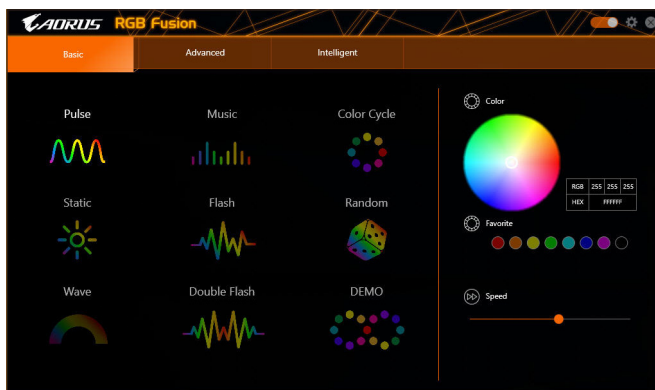 AORUS RGB Fusion
Basic Advanced Intelligent
Pulse Music Color Cycle
Static Flash Random
Wave Double Flash DEMO
Color
RGB 255 255 255
HEX FFFFFF
Favorite
Speed